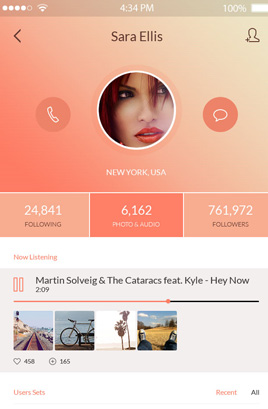 4:34 PM 100%
Sara Ellis
NEW YORK, USA
24,841 6,162 761,972
FOLLOWING PHOTO & AUDIO FOLLOWERS
Now Listening
Martin Solveig & The Cataracs feat. Kyle - Hey Now
2:09
458 165
Users Sets Recent All